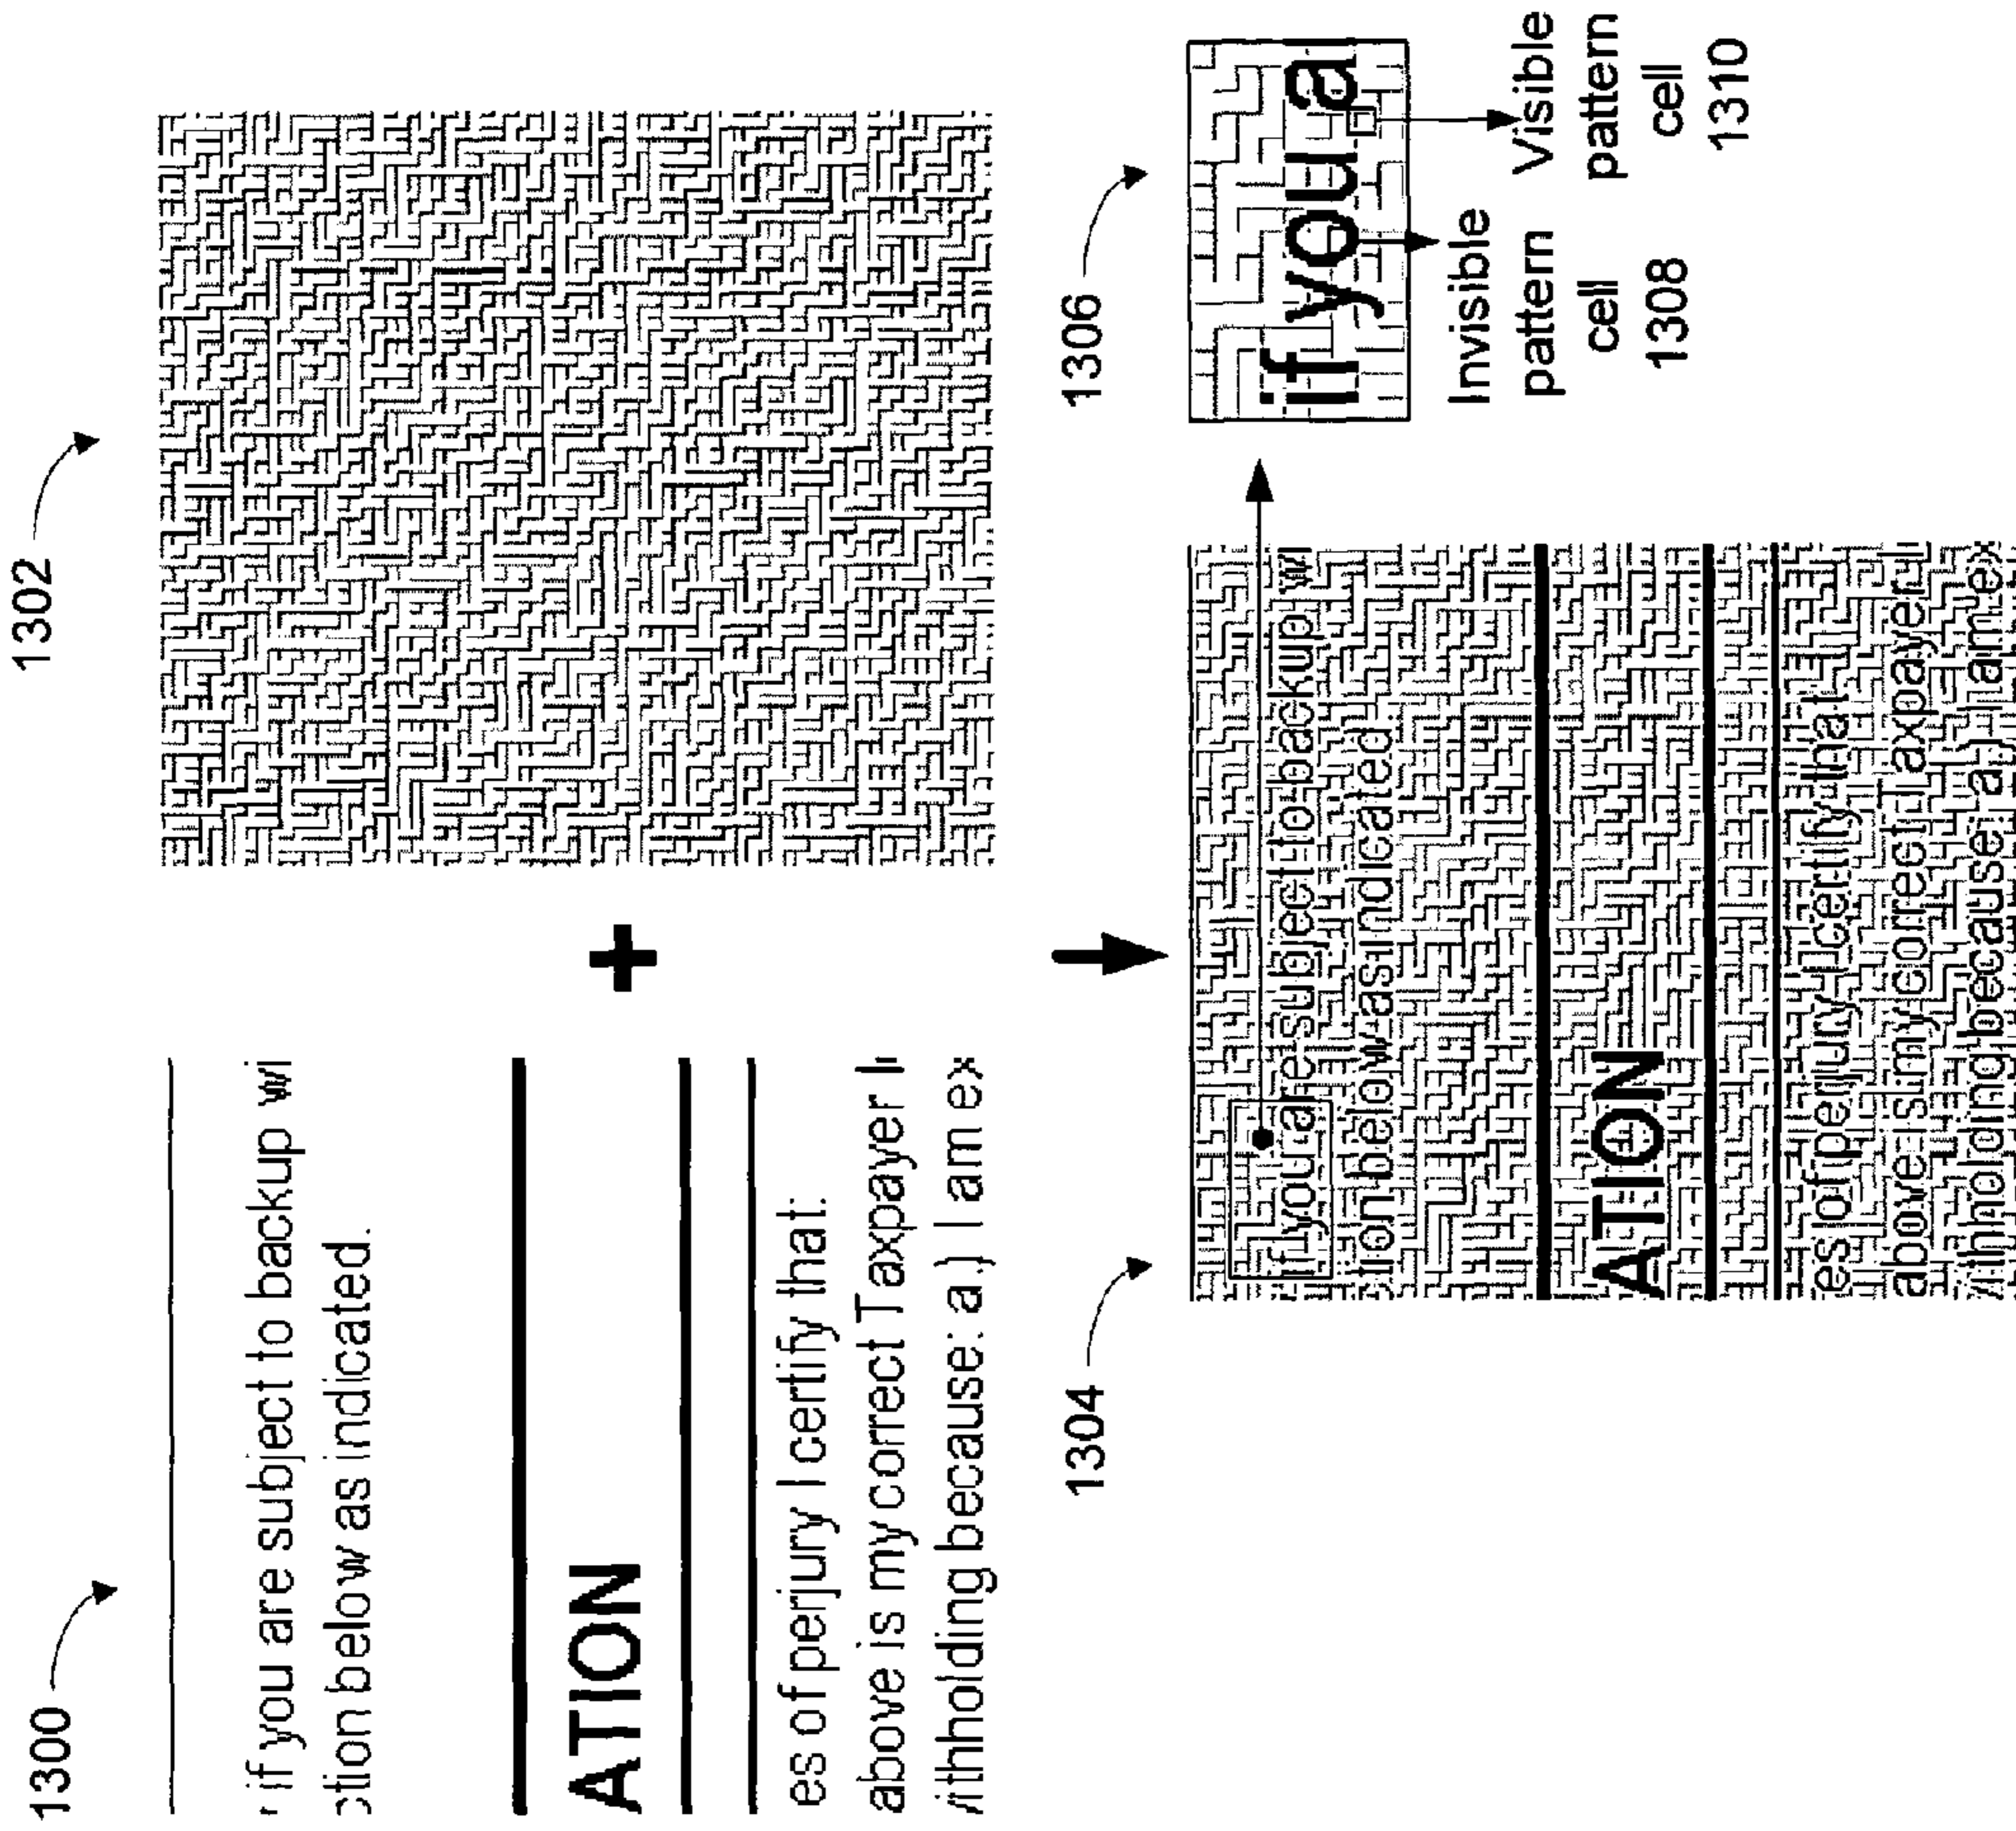 1300
' if you are subject to backup wi
tion below as indicated.
ATION
es of perjury I certify that:
above is my correct Taxpayer I
withholding because: a.) I am ex
+
1302
1304
if you are subject to backup wi
tion below as indicated.
ATION
es of perjury I certify that
above is my correct Taxpayer I
withholding because: a.) I am ex
1306
if you a
Invisible
pattern
cell
1308
Visible
pattern
cell
1310